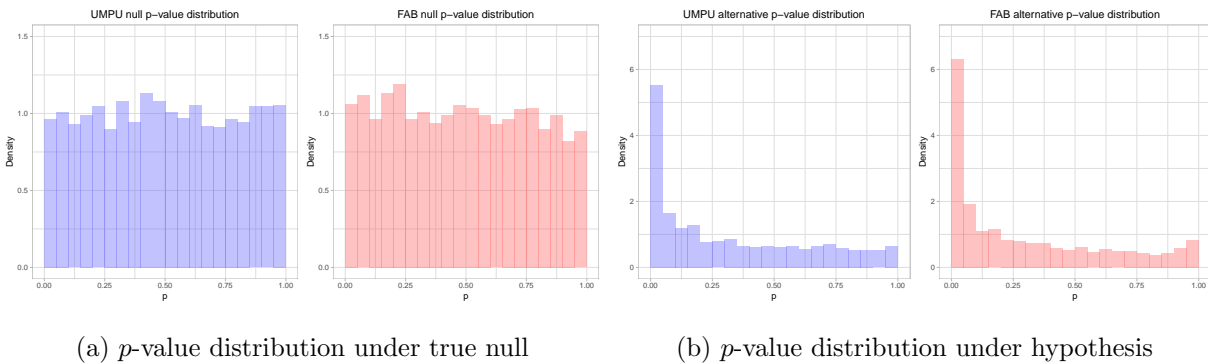 UMPU null p−value distribution
FAB null p−value distribution
UMPU alternative p−value distribution
FAB alternative p−value distribution
1.5
1.0
0.5
0.0
Density
0.00 0.25 0.50 0.75 1.00
p
1.5
1.0
0.5
0.0
Density
0.00 0.25 0.50 0.75 1.00
p
6
4
2
0
Density
0.00 0.25 0.50 0.75 1.00
p
6
4
2
0
Density
0.00 0.25 0.50 0.75 1.00
p
(a) p-value distribution under true null
(b) p-value distribution under hypothesis